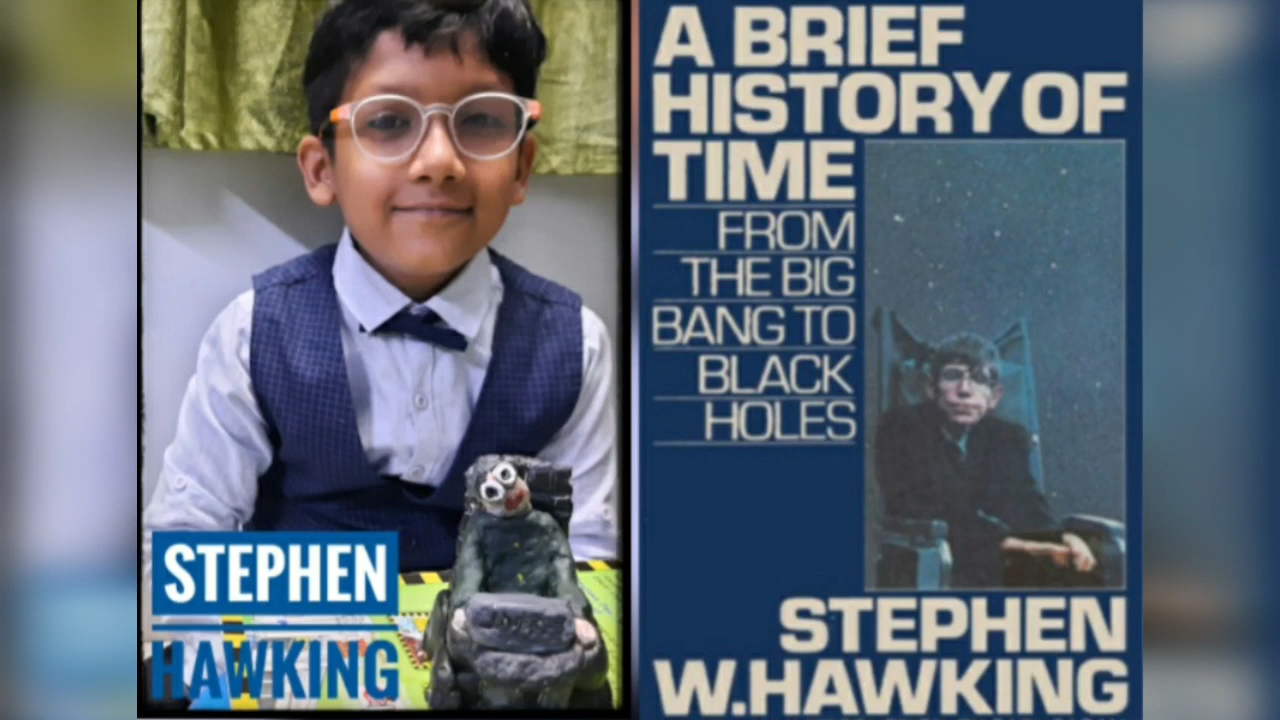 STEPHEN
HAWKING
A BRIEF
HISTORY OF
TIME
FROM
THE BIG
BANG TO
BLACK
HOLES
STEPHEN
W.HAWKING